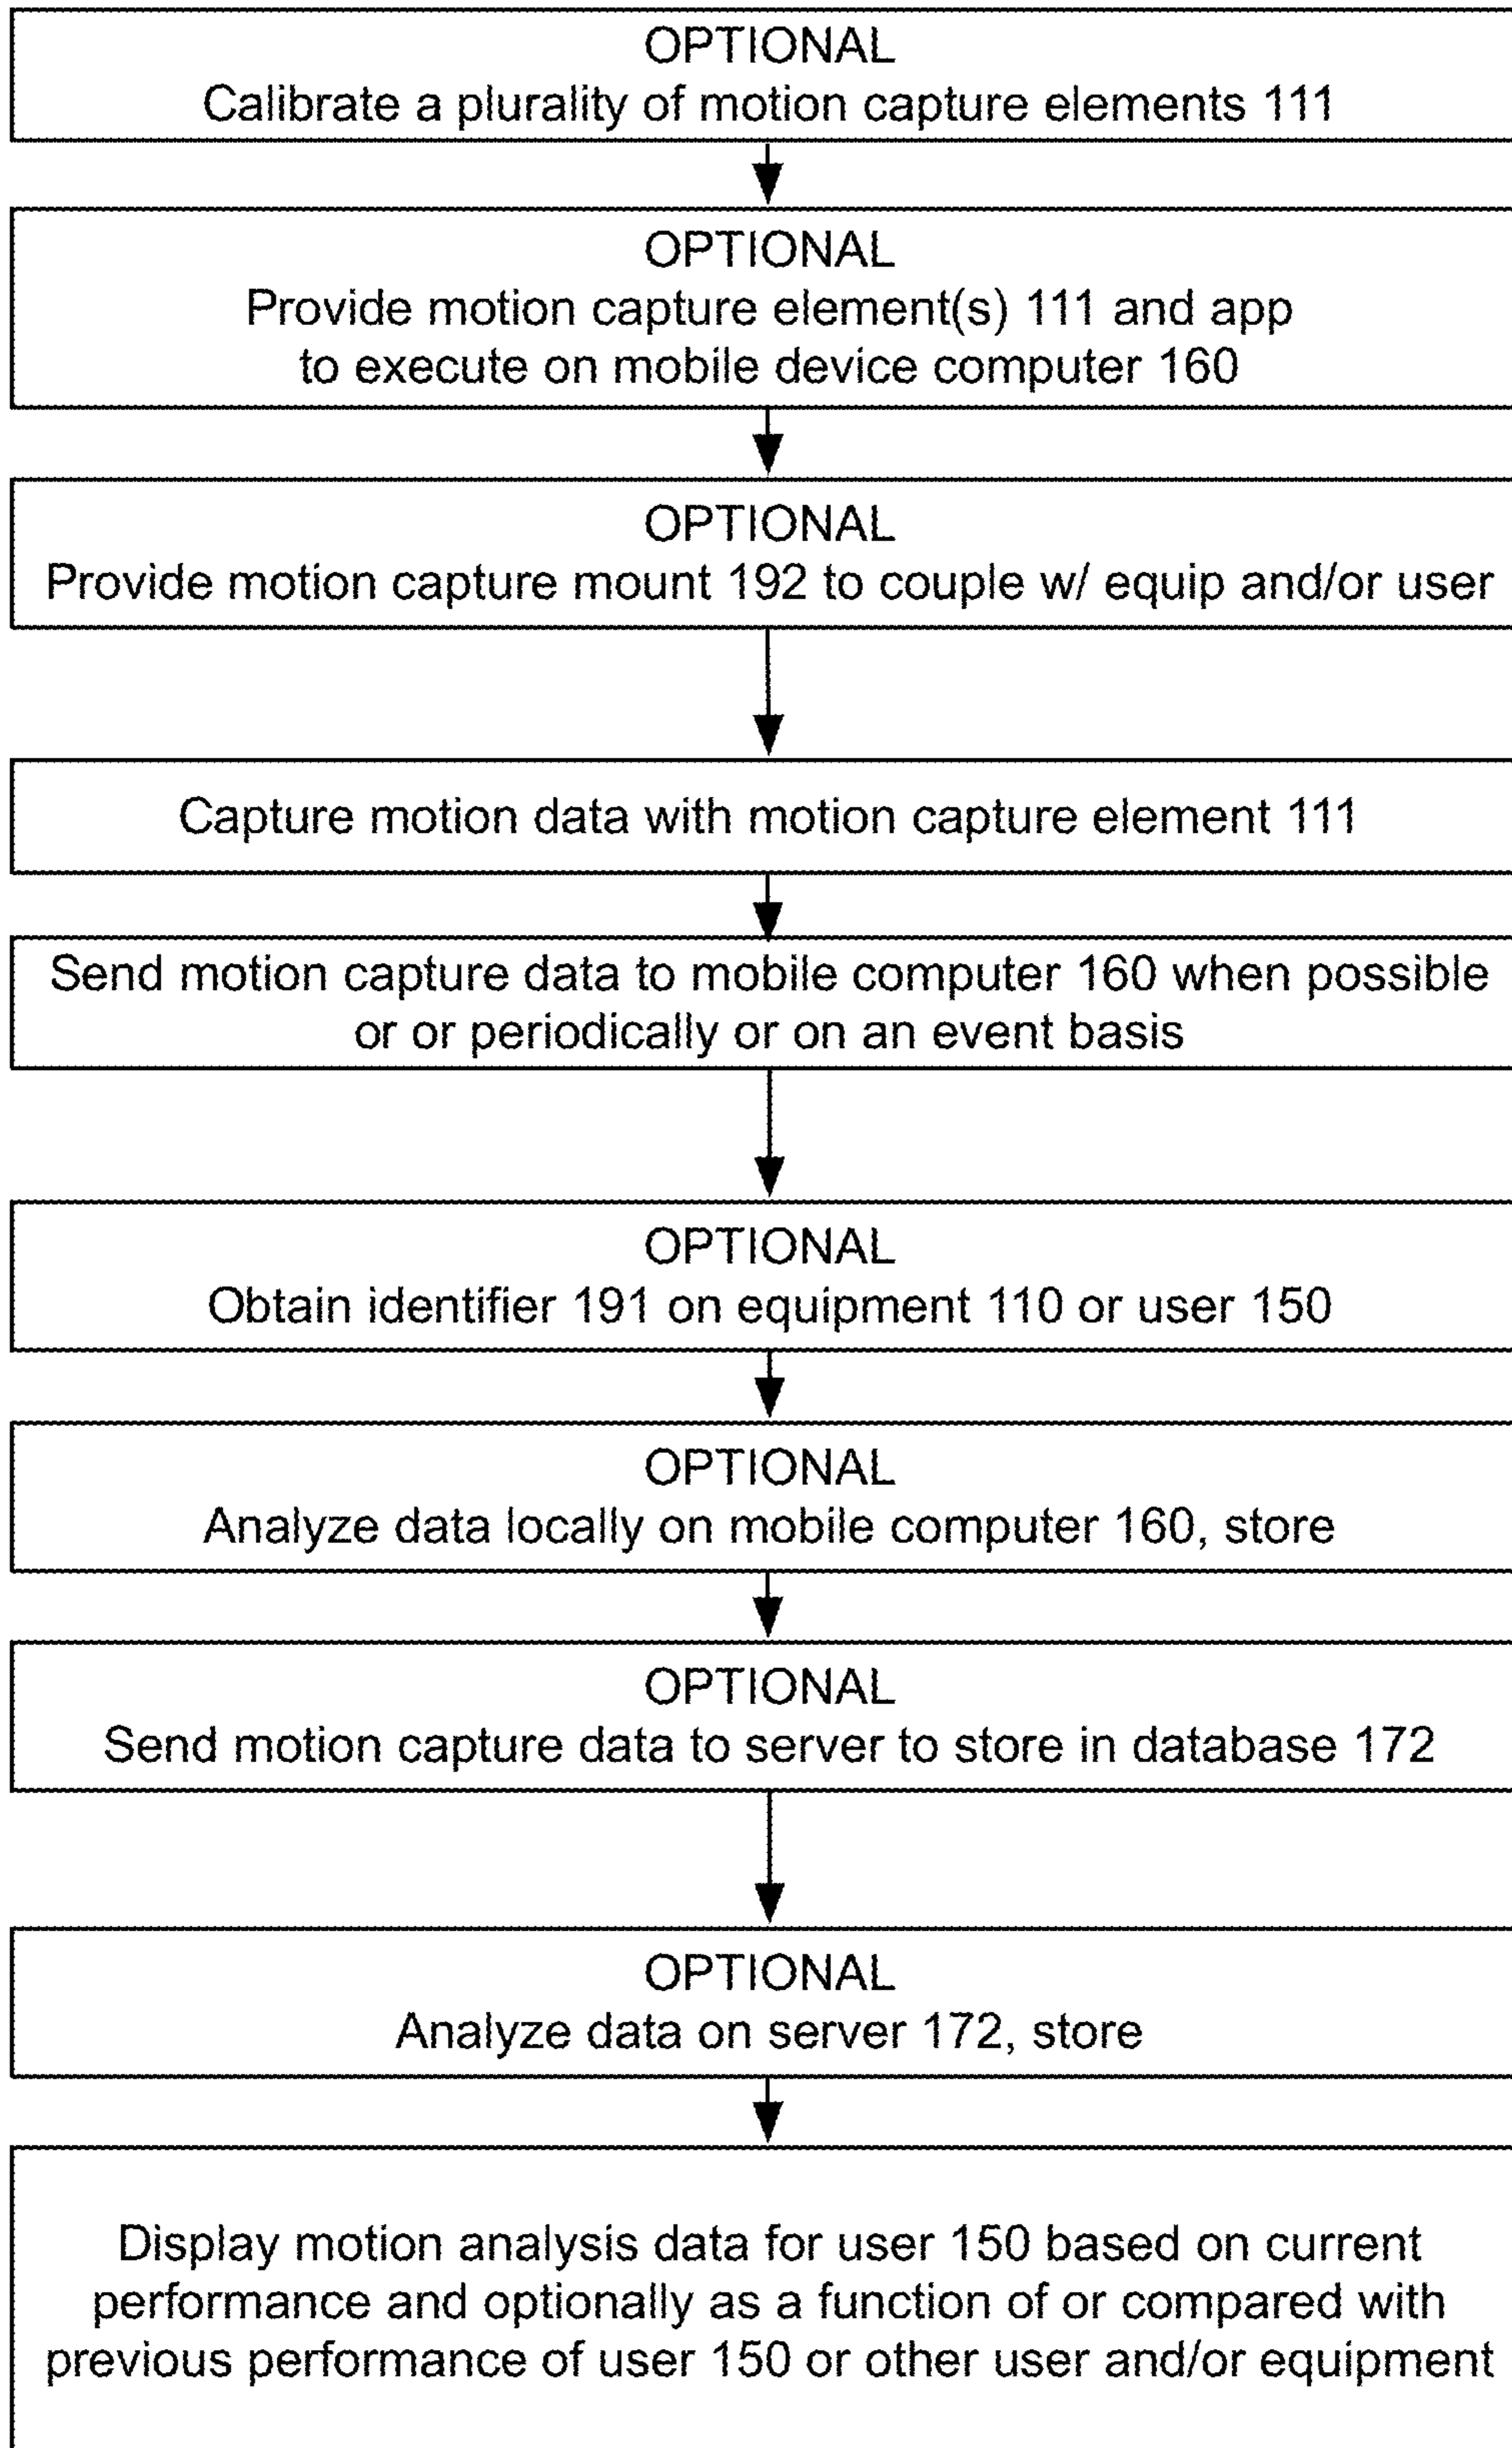 OPTIONAL
Calibrate a plurality of motion capture elements 111
OPTIONAL
Provide motion capture element(s) 111 and app
to execute on mobile device computer 160
OPTIONAL
Provide motion capture mount 192 to couple w/ equip and/or user
Capture motion data with motion capture element 111
Send motion capture data to mobile computer 160 when possible
or or periodically or on an event basis
OPTIONAL
Obtain identifier 191 on equipment 110 or user 150
OPTIONAL
Analyze data locally on mobile computer 160, store
OPTIONAL
Send motion capture data to server to store in database 172
OPTIONAL
Analyze data on server 172, store
Display motion analysis data for user 150 based on current
performance and optionally as a function of or compared with
previous performance of user 150 or other user and/or equipment